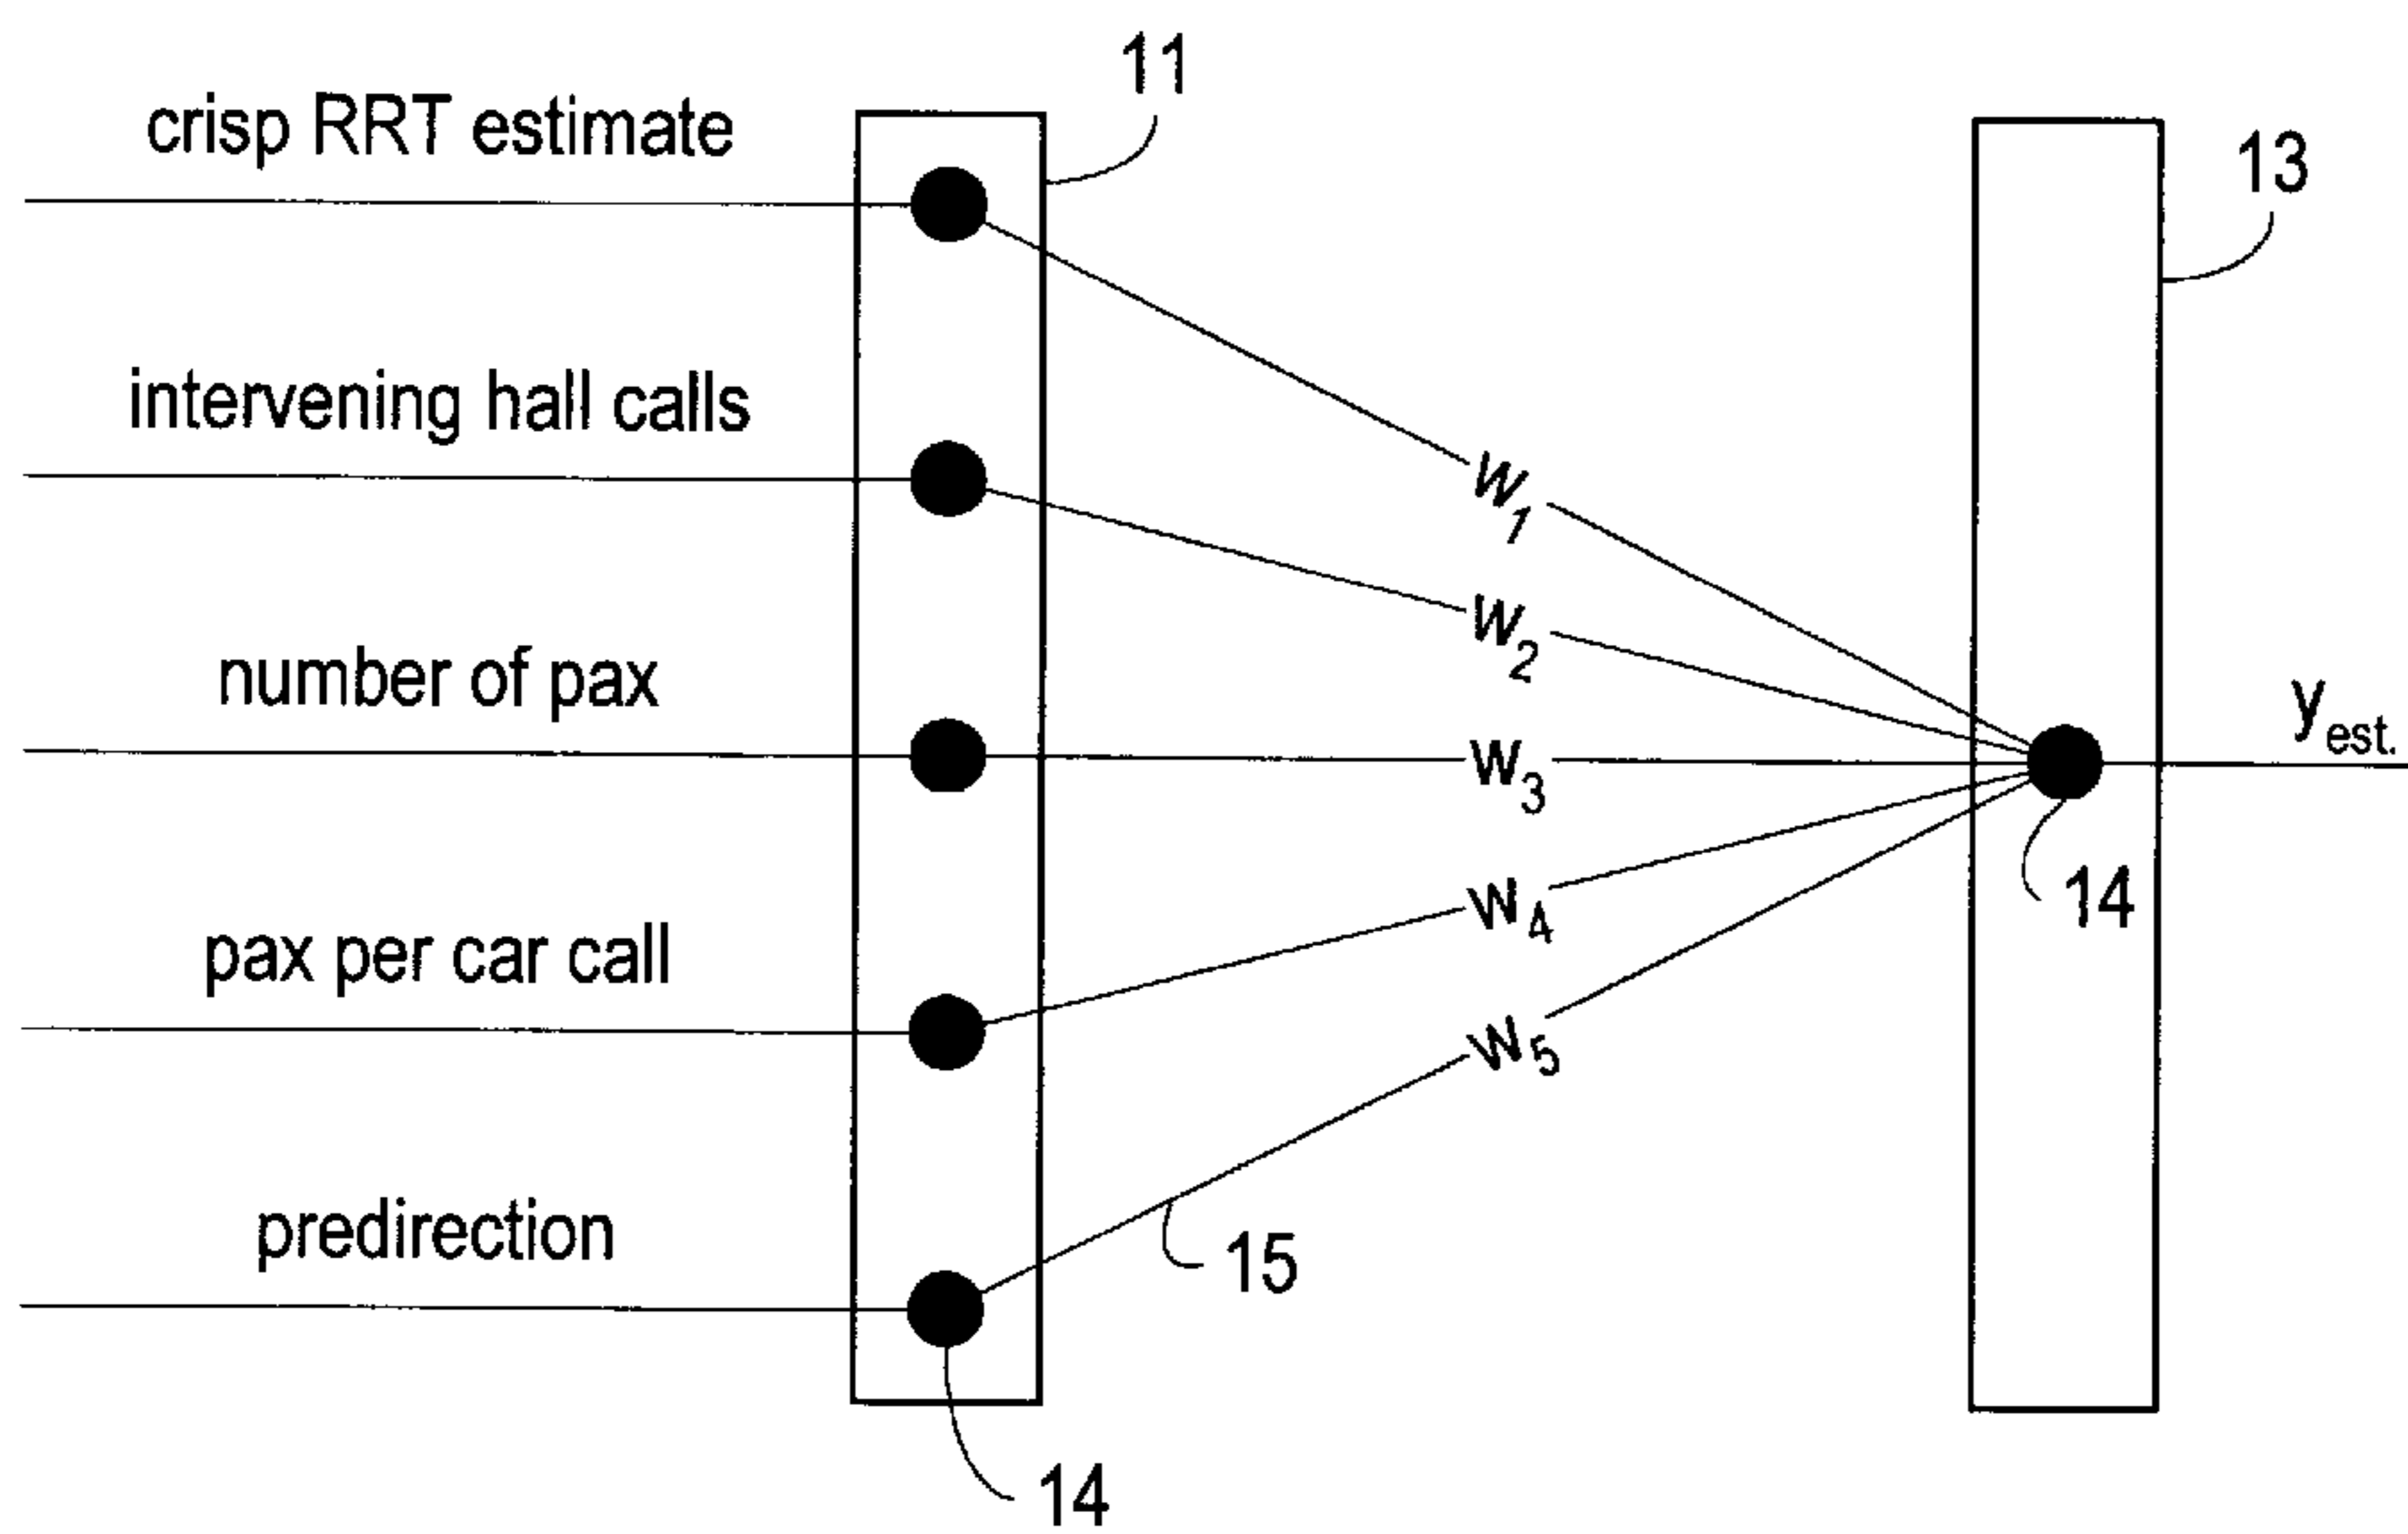 11
crisp RRT estimate
13
intervening hall calls
W1
W2
number of pax
yest.
W3
W4
14
pax per car call
W5
predirection
15
14